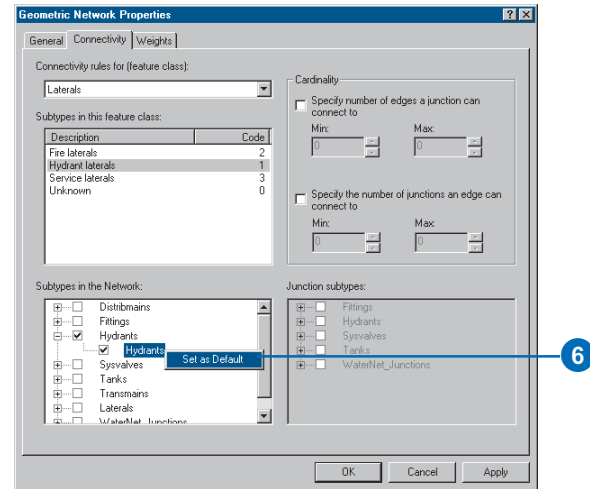 Geometric Network Properties
General Connectivity Weights
Connectivity rules for (feature class):
Laterals
Subtypes in this feature class:
Description Code
Fire laterals 2
Hydrant laterals 1
Service laterals 3
Unknown 0
Cardinality
Specify number of edges a junction can
connect to
Min: Max:
0 0
Specify the number of junctions an edge can
connect to
Min: Max:
0 0
Subtypes in the Network:
Distribmains
Fittings
Hydrants
Hydrants
Set as Default
Sysvalves
Tanks
Transmains
Laterals
WaterNet_Junctions
Junction subtypes:
Fittings
Hydrants
Sysvalves
Tanks
WaterNet_Junctions
6
OK Cancel Apply